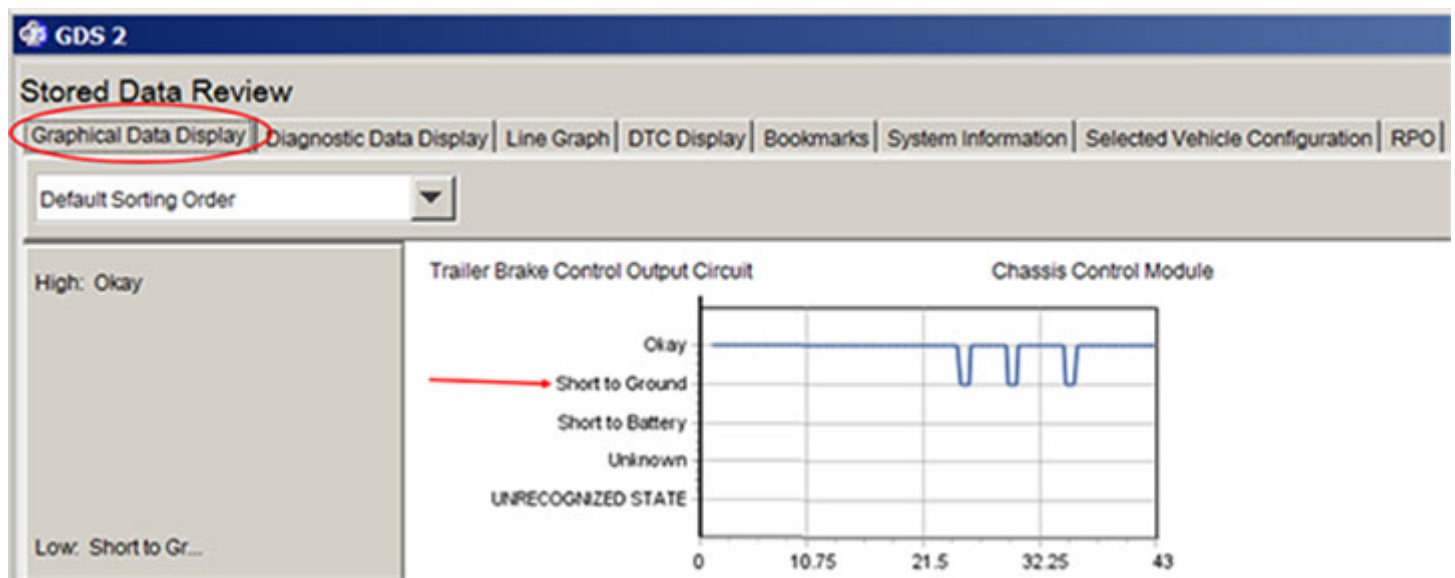 GDS 2
Stored Data Review
Graphical Data Display Diagnostic Data Display Line Graph DTC Display Bookmarks System Information Selected Vehicle Configuration RPO
Default Sorting Order
High: Okay
Low: Short to Gr...
Trailer Brake Control Output Circuit Chassis Control Module
Okay
Short to Ground
Short to Battery
Unknown
UNRECOGNIZED STATE
0 10.75 21.5 32.25 43